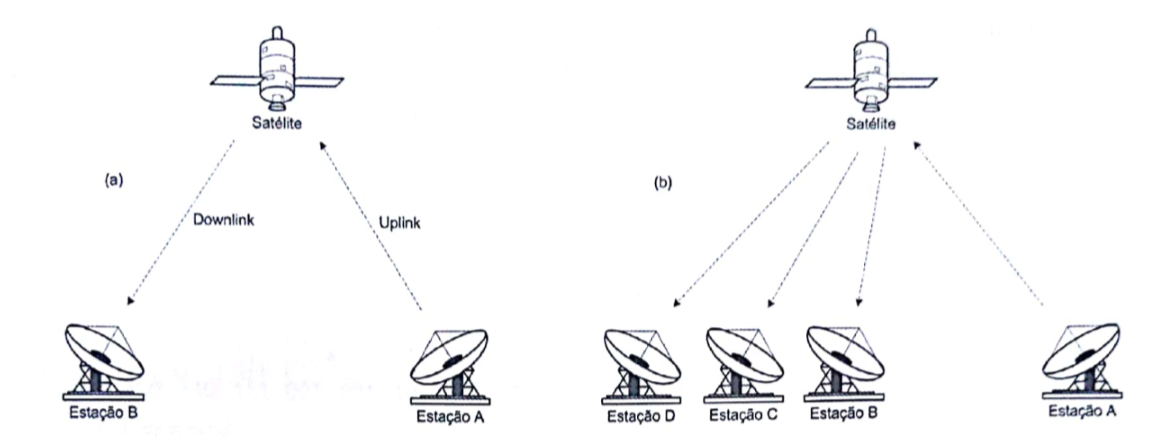 Satélite
(a)
Downlink
Uplink
Estação B
Estação A
Satélite
(b)
Estação D
Estação C
Estação B
Estação A